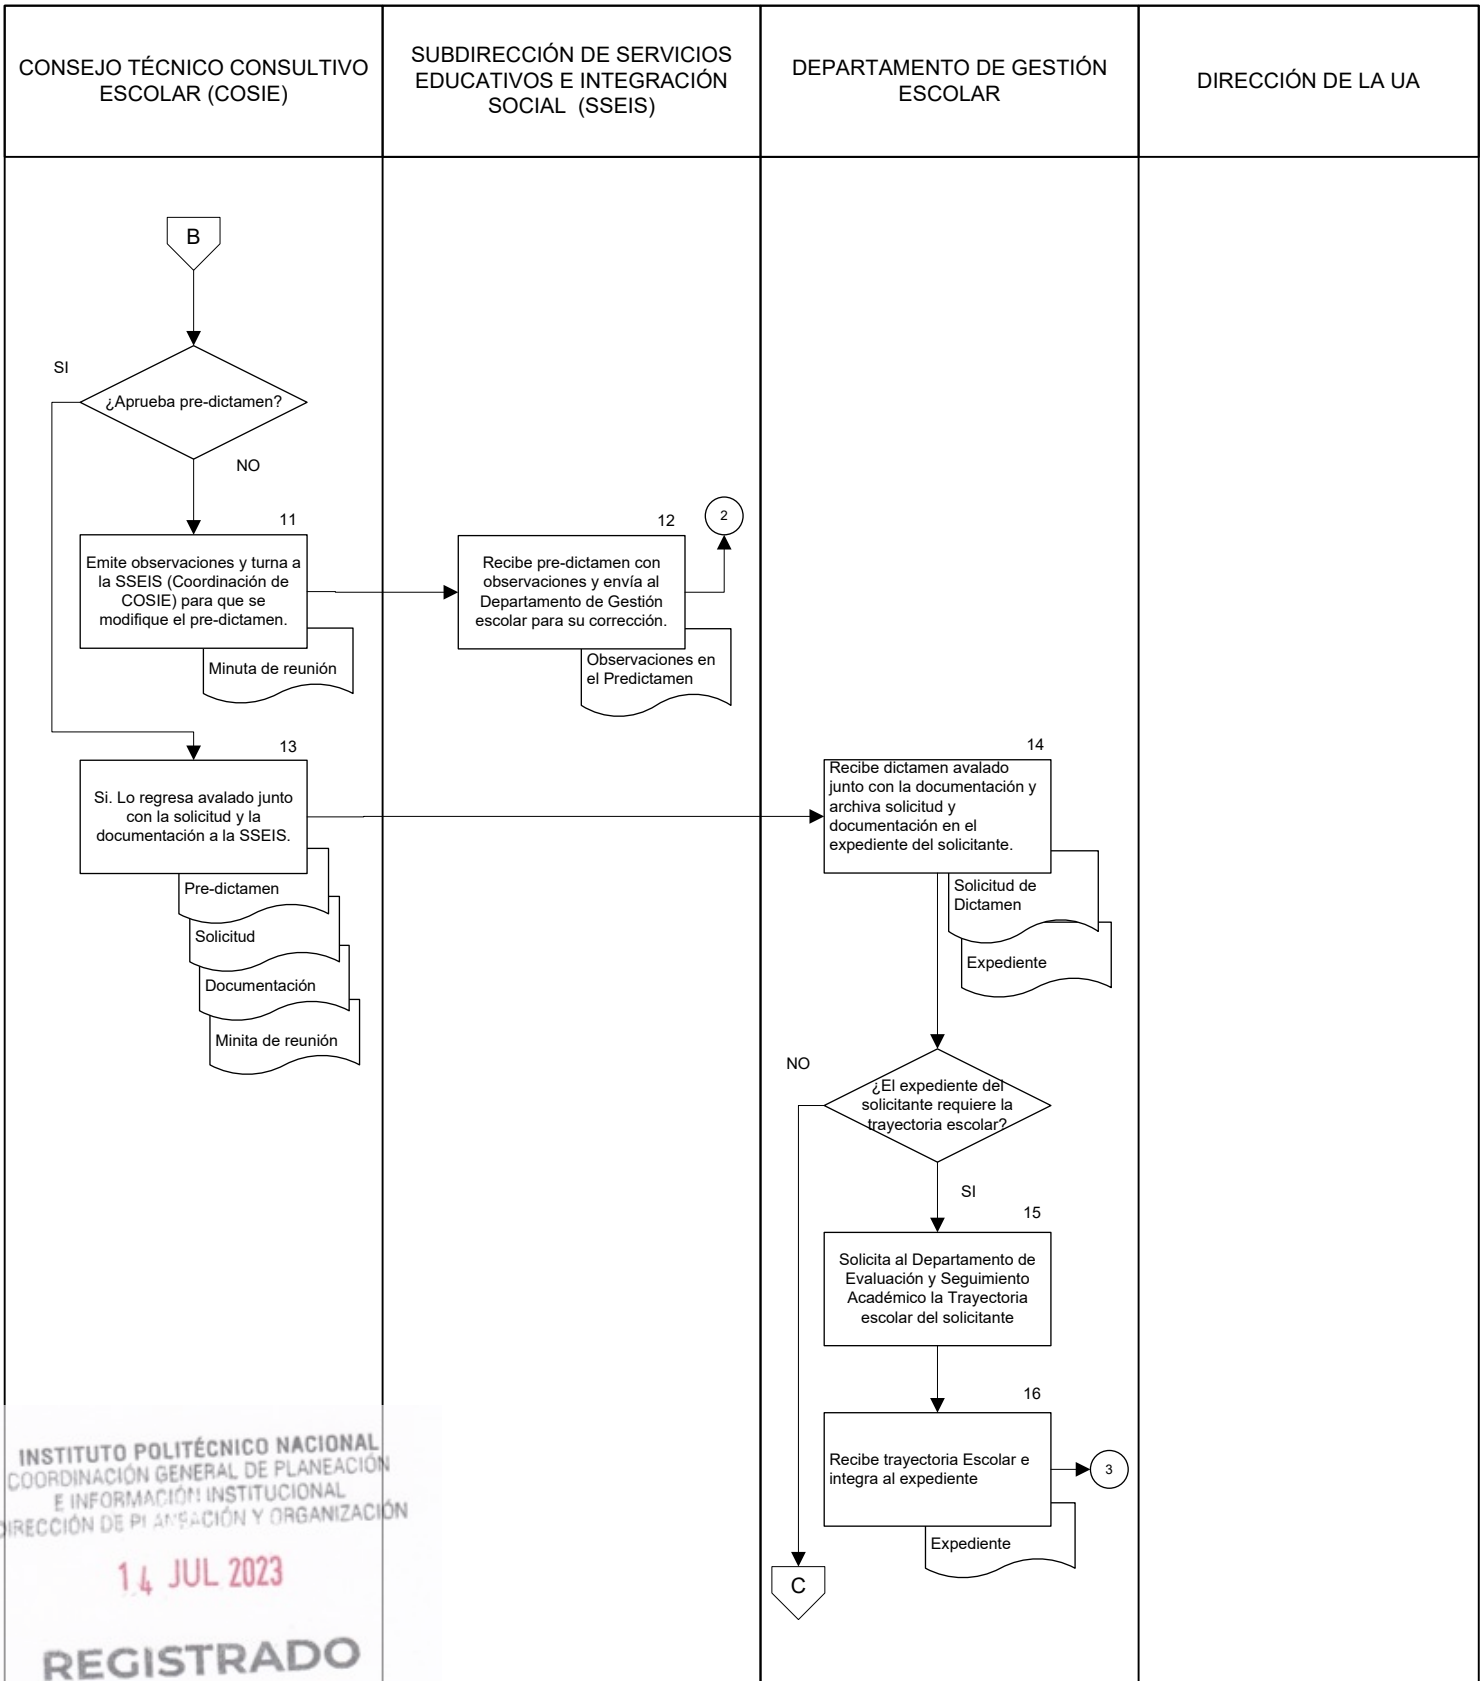 CONSEJO TÉCNICO CONSULTIVO
ESCOLAR (COSIE)
SUBDIRECCIÓN DE SERVICIOS
EDUCATIVOS E INTEGRACIÓN
SOCIAL (SSEIS)
DEPARTAMENTO DE GESTIÓN
ESCOLAR
DIRECCIÓN DE LA UA
B
SI
¿Aprueba pre-dictamen?
NO
11
Emite observaciones y turna a
la SSEIS (Coordinación de
COSIE) para que se
modifique el pre-dictamen.
Minuta de reunión
12
2
Recibe pre-dictamen con
observaciones y envía al
Departamento de Gestión
escolar para su corrección.
Observaciones en
el Predictamen
13
Si. Lo regresa avalado junto
con la solicitud y la
documentación a la SSEIS.
Pre-dictamen
Solicitud
Documentación
Minita de reunión
14
Recibe dictamen avalado
junto con la documentación y
archiva solicitud y
documentación en el
expediente del solicitante.
Solicitud de
Dictamen
Expediente
NO
¿El expediente del
solicitante requiere la
trayectoria escolar?
SI
15
Solicita al Departamento de
Evaluación y Seguimiento
Académico la Trayectoria
escolar del solicitante
16
Recibe trayectoria Escolar e
integra al expediente
3
Expediente
C
INSTITUTO POLITÉCNICO NACIONAL
COORDINACIÓN GENERAL DE PLANEACIÓN
E INFORMACIÓN INSTITUCIONAL
DIRECCIÓN DE PLANEACIÓN Y ORGANIZACIÓN
14 JUL 2023
REGISTRADO